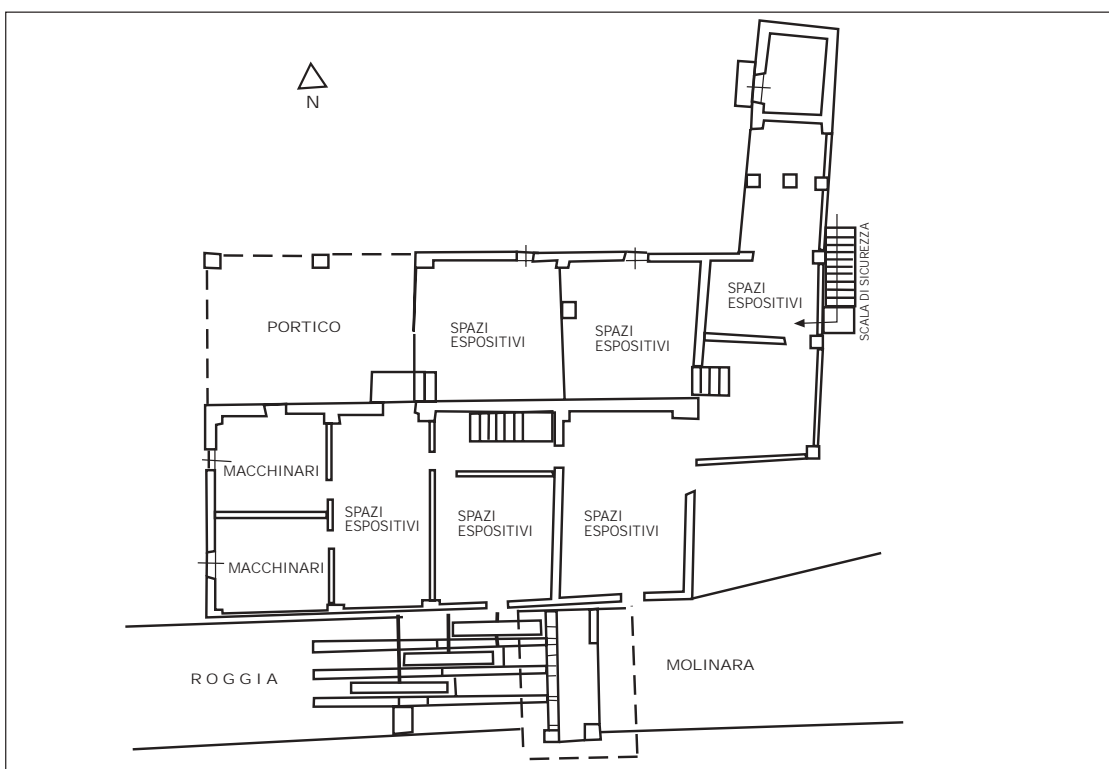 N
SCALA DI SICUREZZA
SPAZI
ESPOSITIVI
PORTICO
SPAZI
ESPOSITIVI
SPAZI
ESPOSITIVI
MACCHINARI
SPAZI
ESPOSITIVI
SPAZI
ESPOSITIVI
SPAZI
ESPOSITIVI
MACCHINARI
ROGGIA
MOLINARA